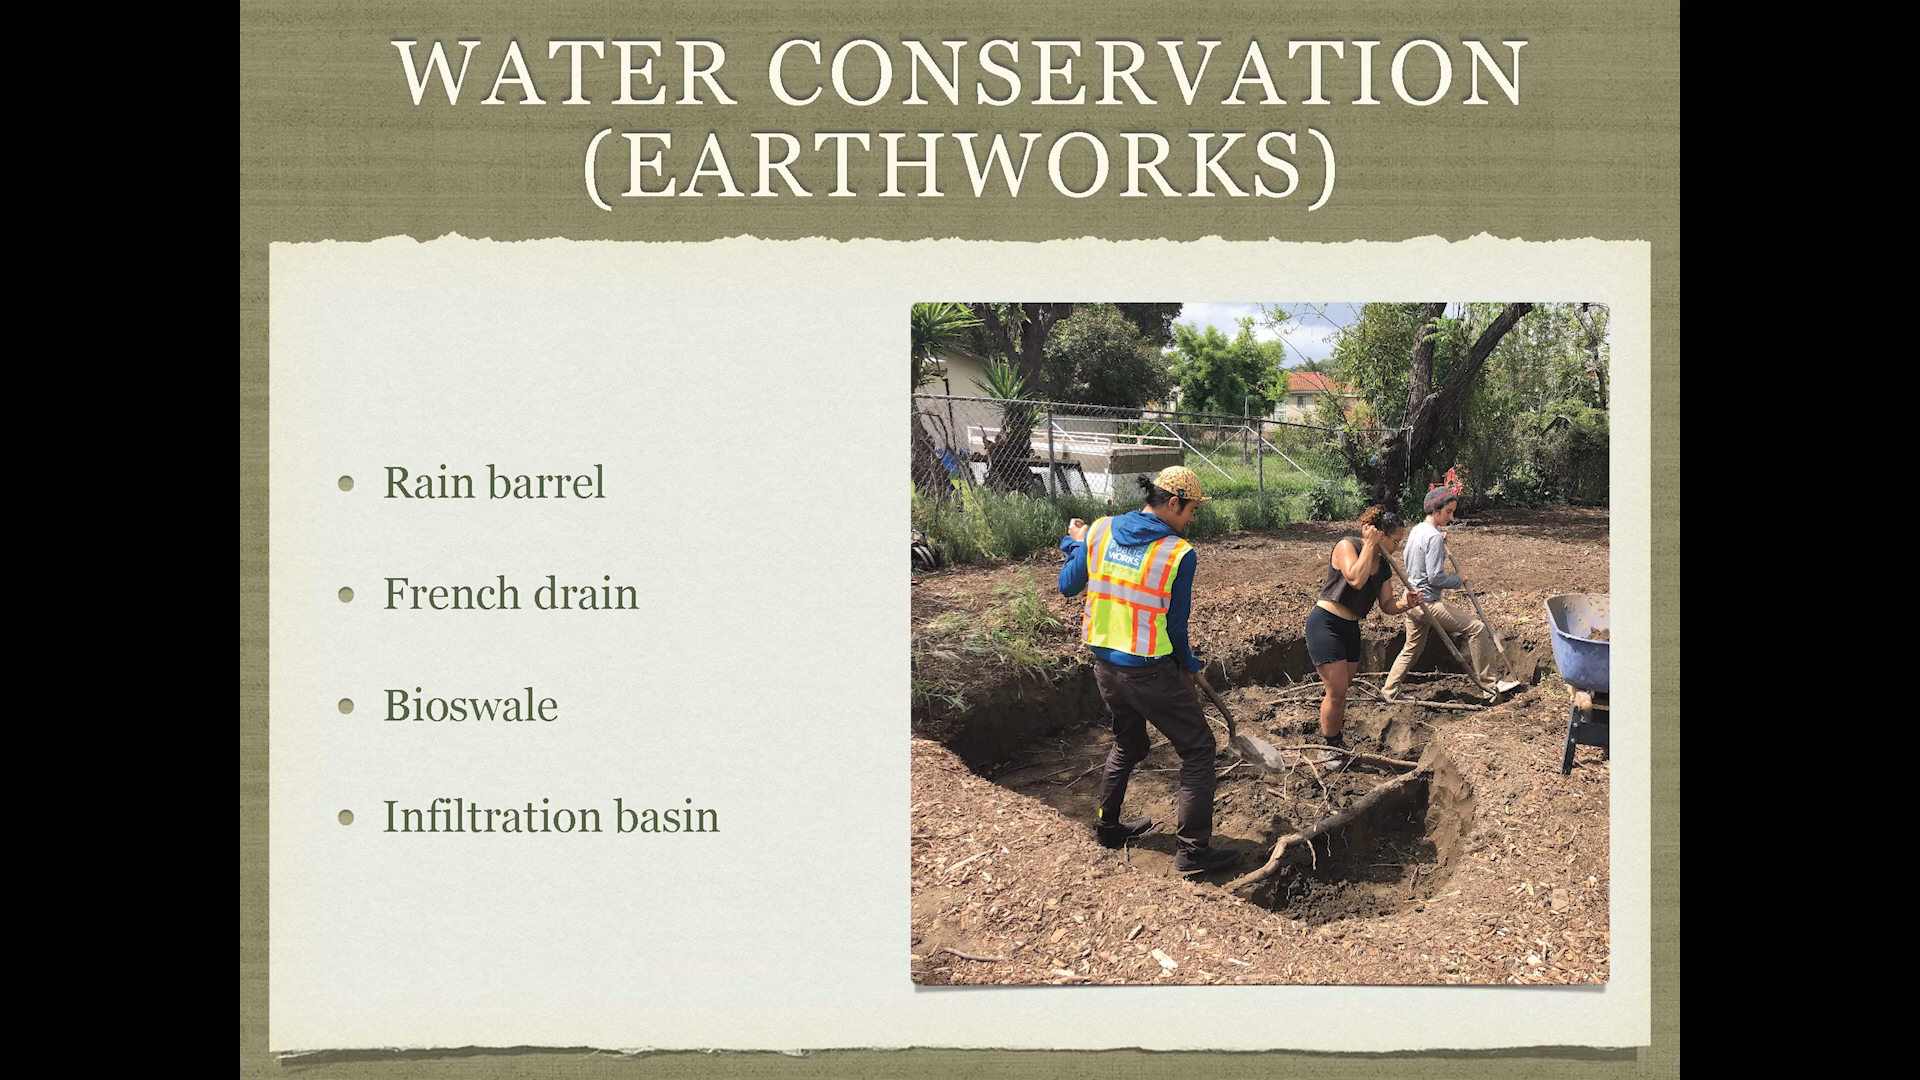 WATER CONSERVATION
(EARTHWORKS)
Rain barrel
French drain
Bioswale
Infiltration basin
PUBLIC
WORKS